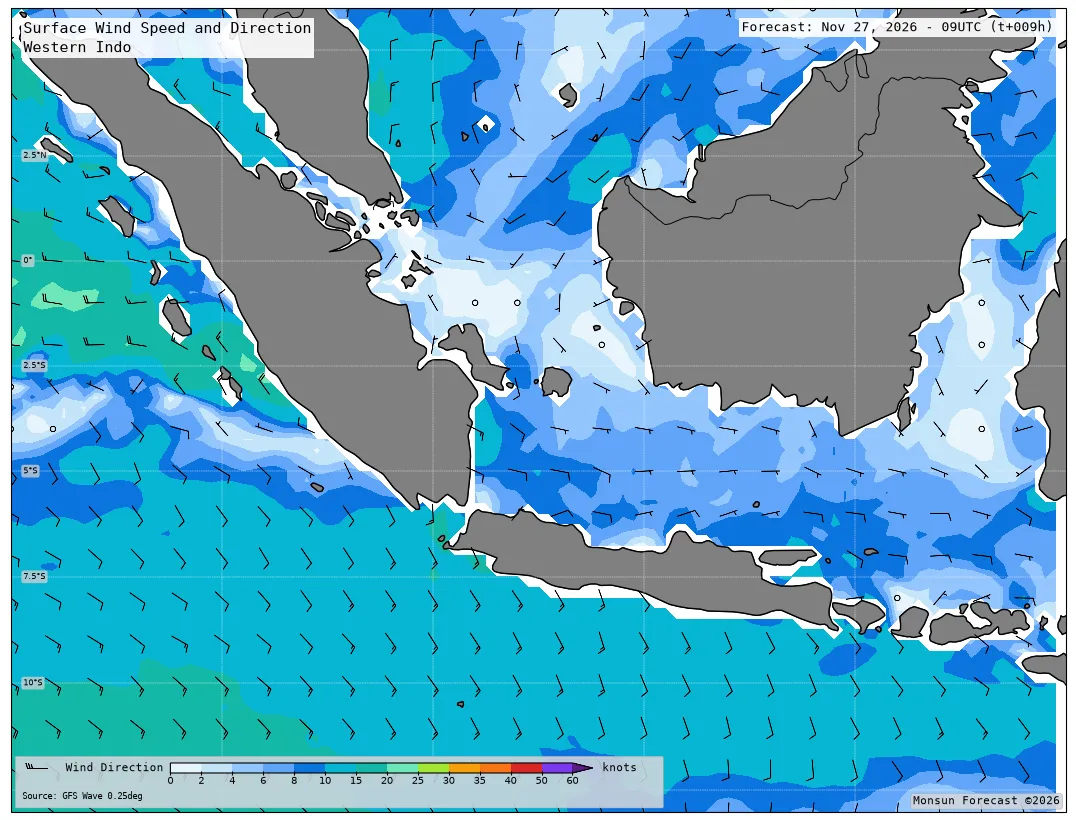 Surface Wind Speed and Direction
Western Indo
Forecast: Nov 27, 2026 - 09UTC (t+009h)
2.5°N
0°
2.5°S
5°S
7.5°S
10°S
Wind Direction
0 2 4 6 8 10 15 20 25 30 35 40 50 60
knots
Source: GFS Wave 0.25deg
Monsun Forecast ©2026